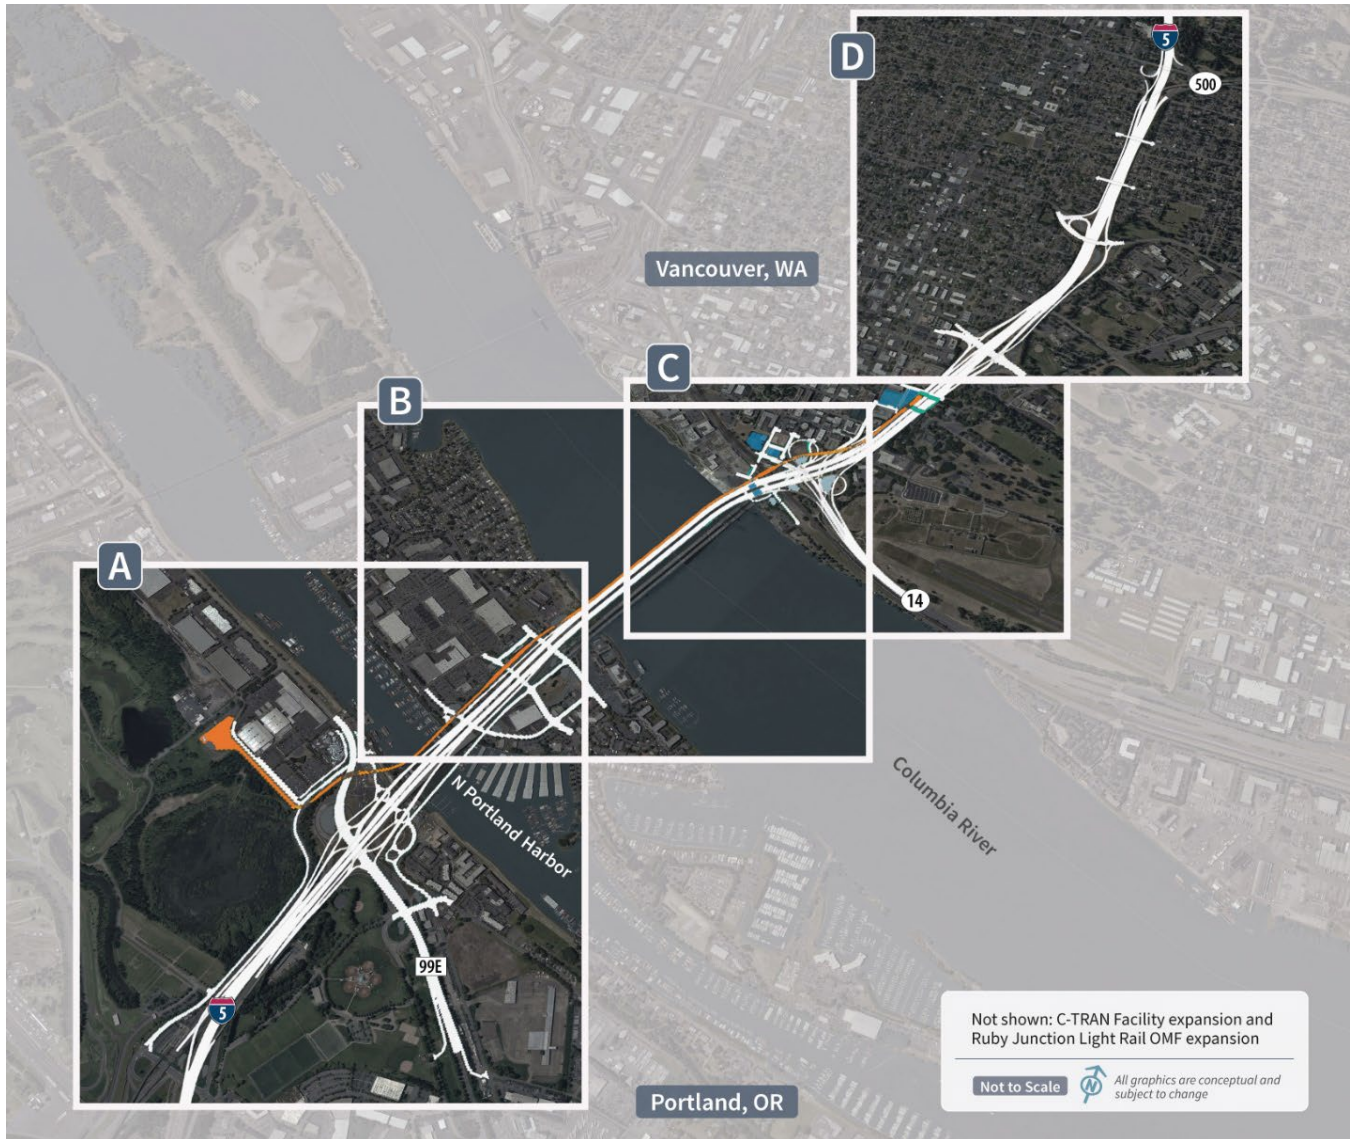 D
5
500
Vancouver, WA
C
B
A
14
Columbia River
N Portland Harbor
99E
5
Not shown: C-TRAN Facility expansion and
Ruby Junction Light Rail OMF expansion
Not to Scale
N
All graphics are conceptual and
subject to change
Portland, OR